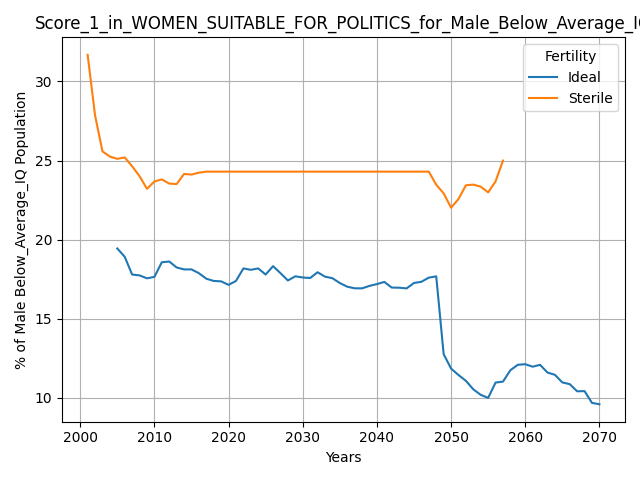 Score_1_in_WOMEN_SUITABLE_FOR_POLITICS_for_Male_Below_Average_IQ
Fertility
Ideal
Sterile
% of Male Below_Average_IQ Population
30
25
20
15
10
2000 2010 2020 2030 2040 2050 2060 2070
Years